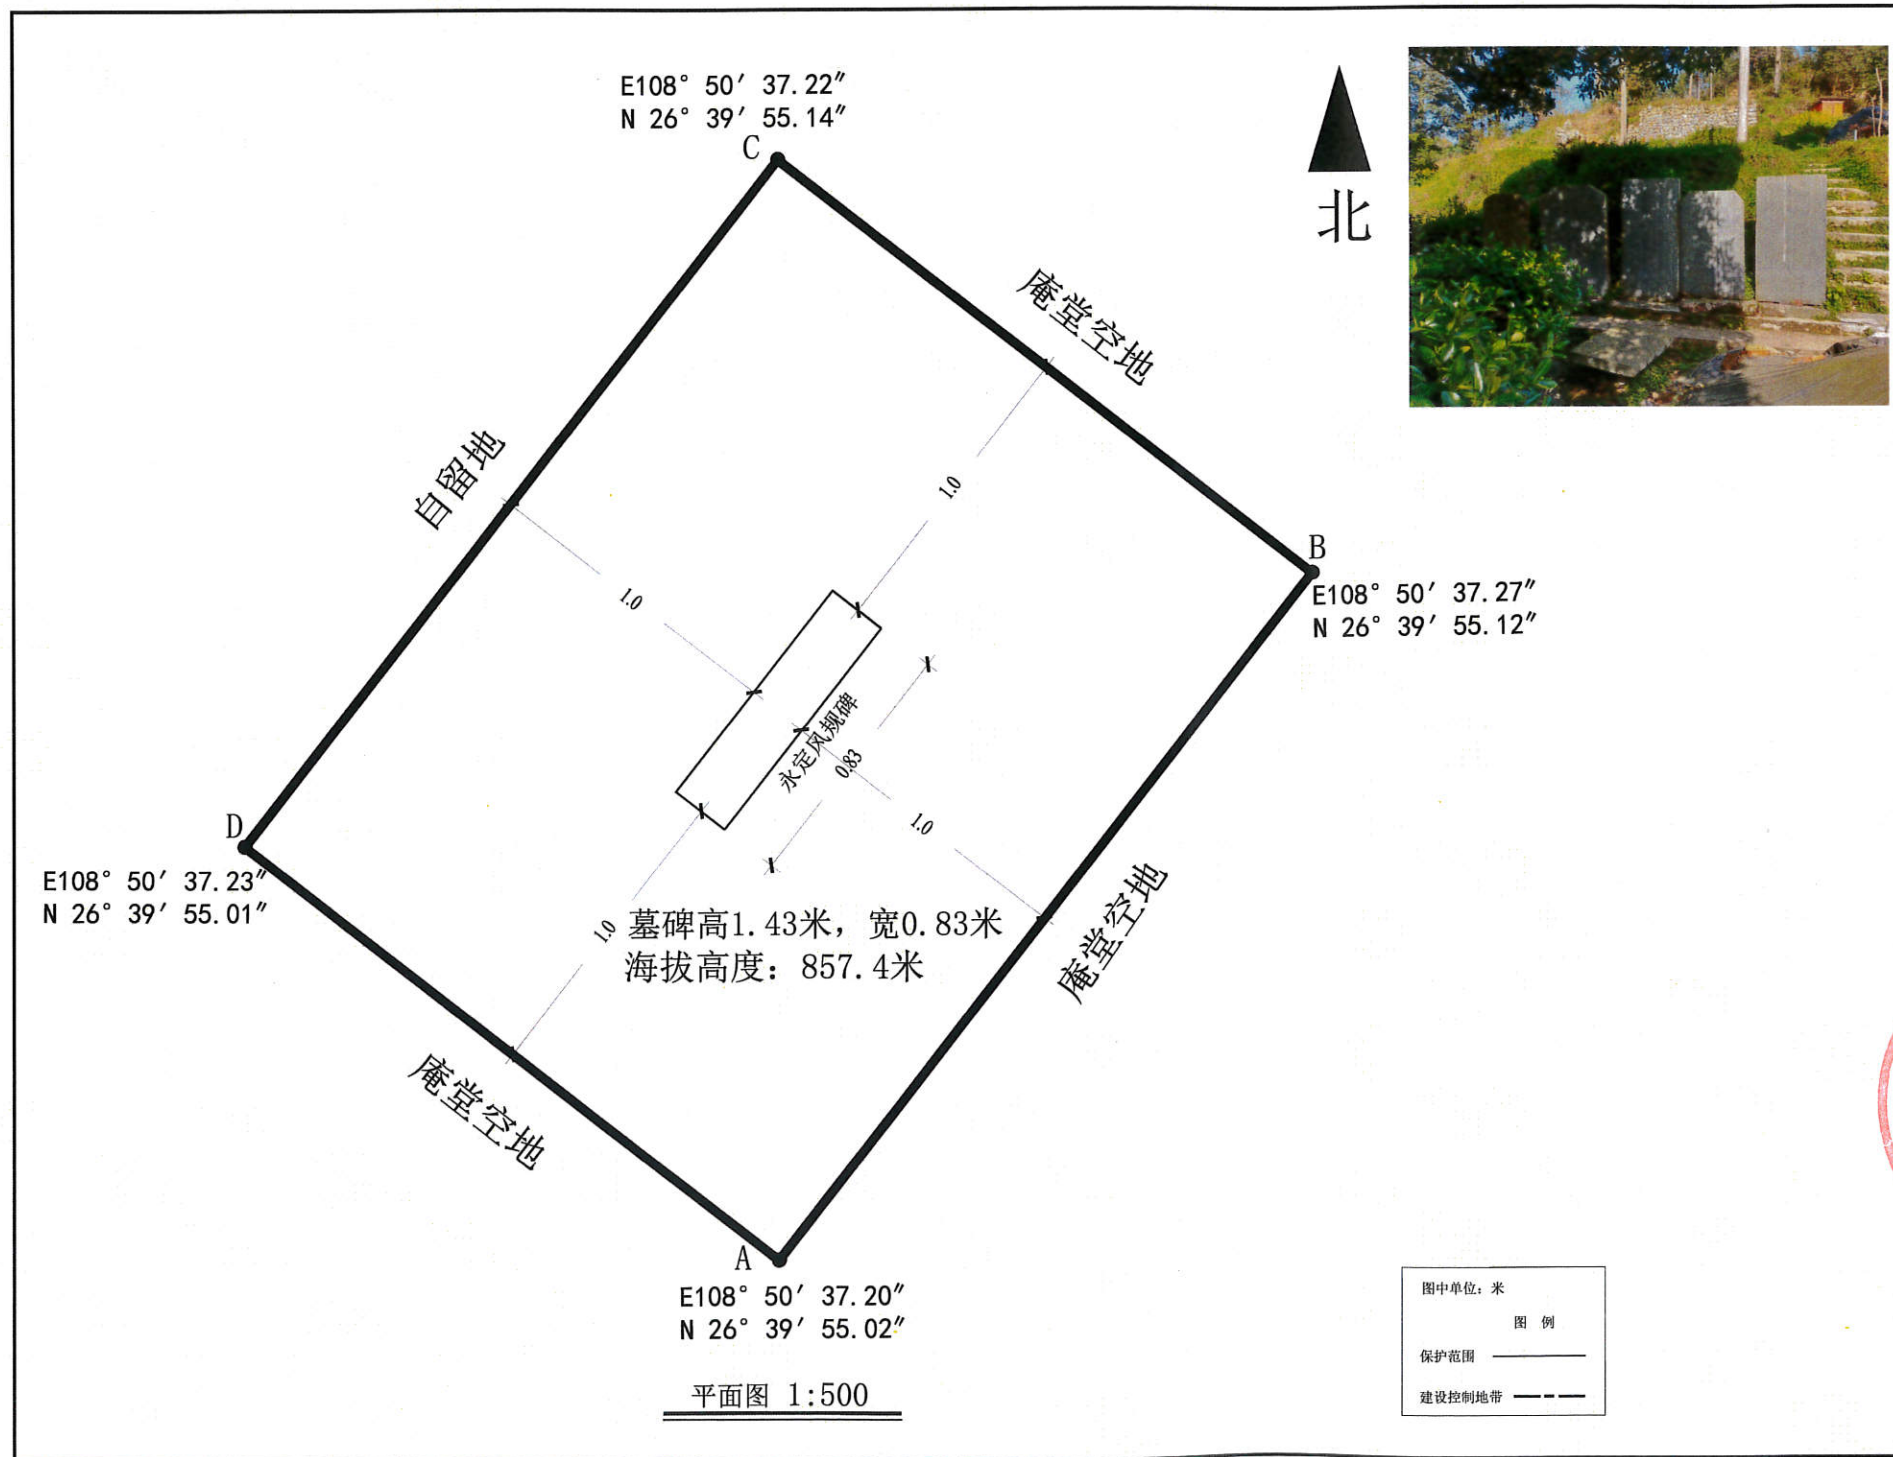 E108° 50′ 37.22″
N 26° 39′ 55.14″
C
北
庵堂空地
自留地
1.0
1.0
B
E108° 50′ 37.27″
N 26° 39′ 55.12″
永定风规碑
0.83
1.0
D
E108° 50′ 37.23″
N 26° 39′ 55.01″
1.0
墓碑高1.43米，宽0.83米
海拔高度：857.4米
庵堂空地
庵堂空地
A
E108° 50′ 37.20″
N 26° 39′ 55.02″
平面图 1:500
图中单位：米
图 例
保护范围
建设控制地带